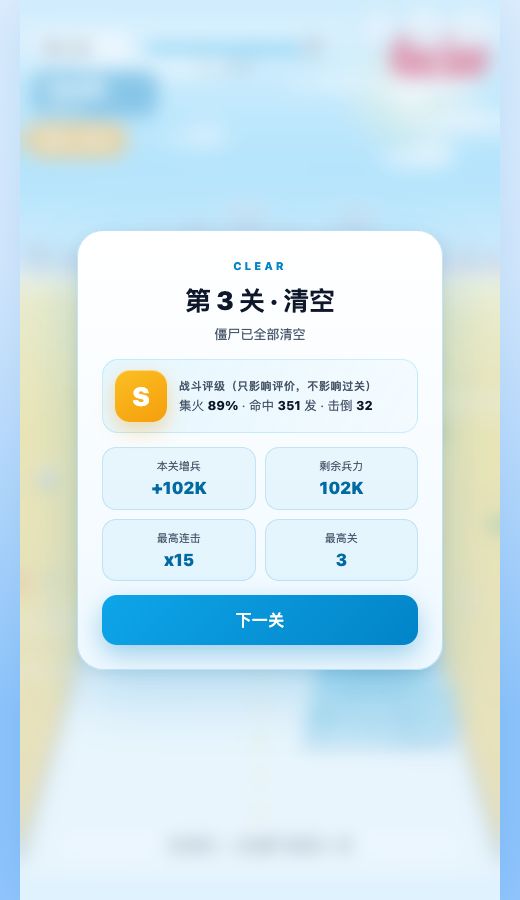 CLEAR
第 3 关 · 清空
僵尸已全部清空
S
战斗评级（只影响评价，不影响过关）
集火 89% · 命中 351 发 · 击倒 32
本关增兵
+102K
剩余兵力
102K
最高连击
x15
最高关
3
下一关